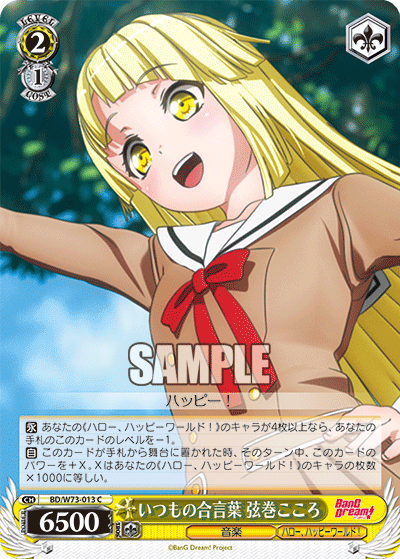 LEVEL
2
1
COST
SAMPLE
ハッピー！
永 あなたの《ハロー、ハッピーワールド！》のキャラが4枚以上なら、あなたの
手札のこのカードのレベルを－1。
自 このカードが手札から舞台に置かれた時、そのターン中、このカードの
パワーを＋X。Xはあなたの《ハロー、ハッピーワールド！》のキャラの枚数
×1000に等しい。
CH BD/W73-013 C
いつもの合言葉 弦巻こころ
BanG Dream!
6500
音楽
ハロー、ハッピーワールド！
©BanG Dream! Project